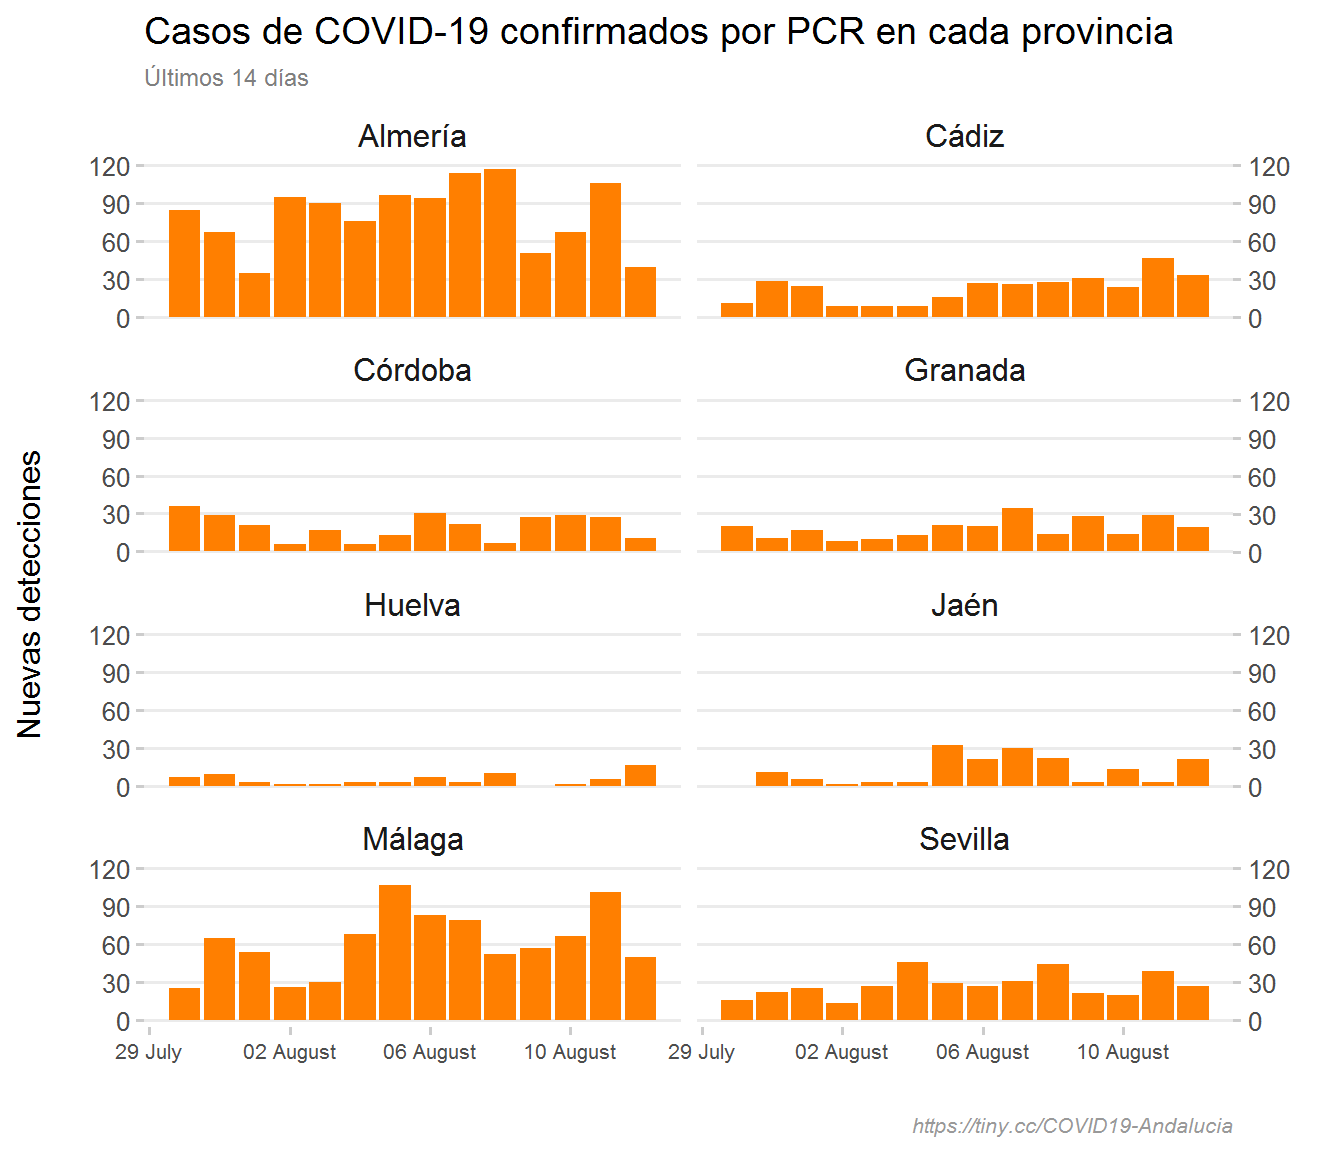 Casos de COVID-19 confirmados por PCR en cada provincia
Últimos 14 días
Nuevas detecciones
Almería
Cádiz
120
90
60
30
0
120
90
60
30
0
Córdoba
Granada
120
90
60
30
0
120
90
60
30
0
Huelva
Jaén
120
90
60
30
0
120
90
60
30
0
Málaga
Sevilla
120
90
60
30
0
120
90
60
30
0
29 July 02 August 06 August 10 August
29 July 02 August 06 August 10 August
https://tiny.cc/COVID19-Andalucia